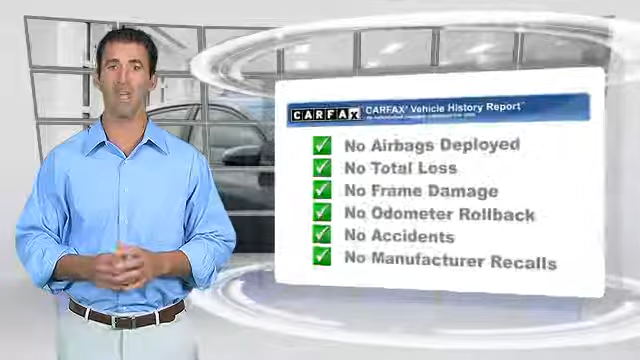 CARFAX CARFAX® Vehicle History Report™
No Airbags Deployed
No Total Loss
No Frame Damage
No Odometer Rollback
No Accidents
No Manufacturer Recalls